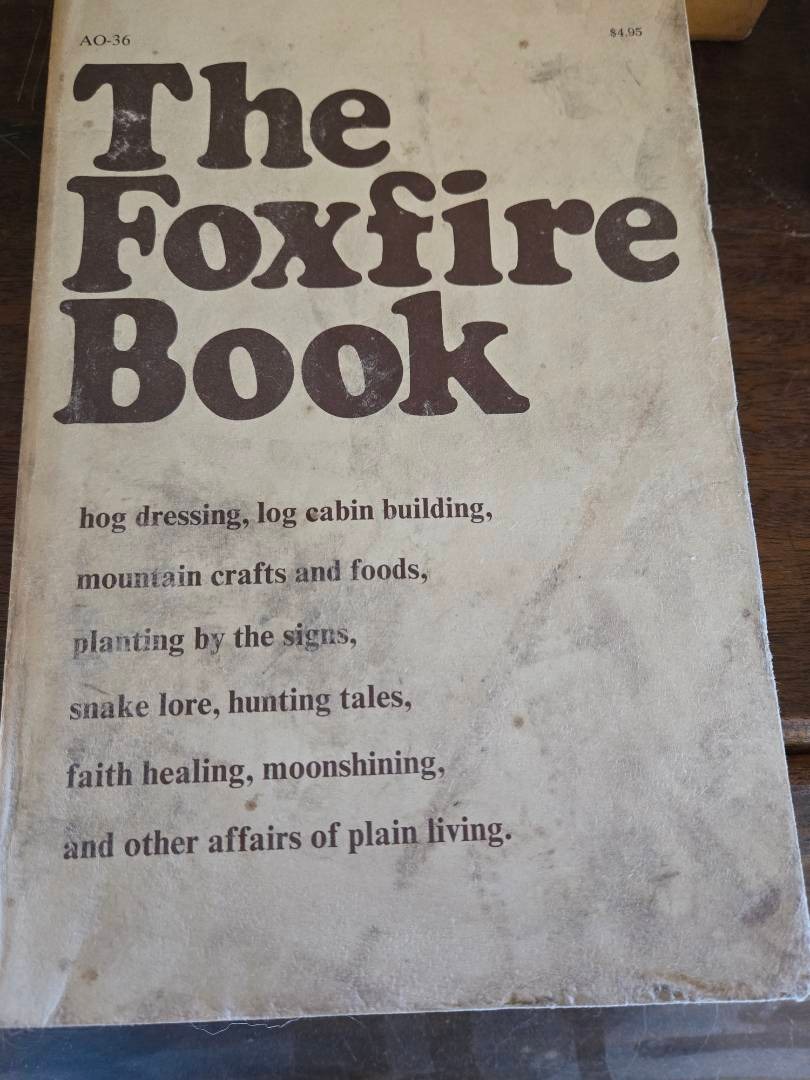 AO-36
$4.95
The
Foxfire
Book
hog dressing, log cabin building,
mountain crafts and foods,
planting by the signs,
snake lore, hunting tales,
faith healing, moonshining,
and other affairs of plain living.